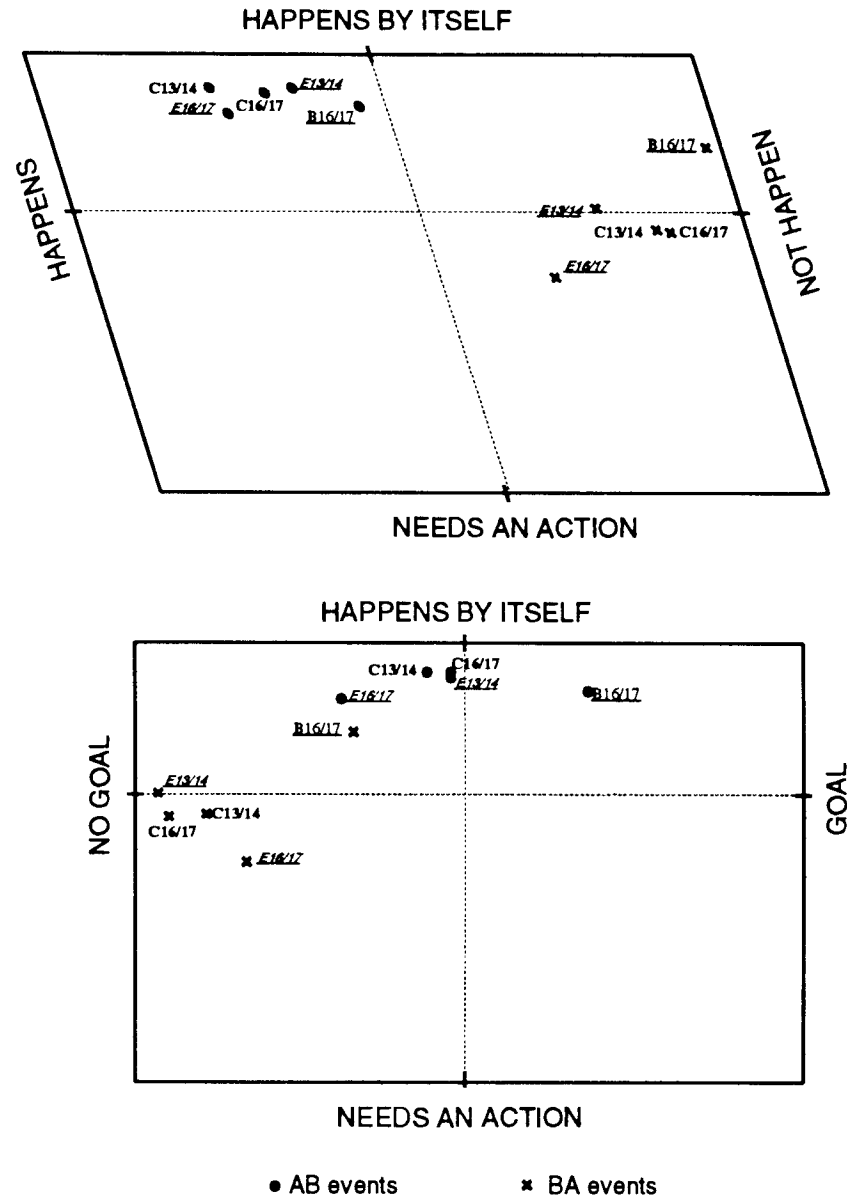 HAPPENS BY ITSELF
C13/14 E13/14
E16/17 C16/17
B16/17
B16/17
HAPPENS
NOT HAPPEN
E13/14
C13/14 C16/17
E16/17
NEEDS AN ACTION
HAPPENS BY ITSELF
C13/14 C16/17
E13/14
E16/17 B16/17
B16/17
NO GOAL
GOAL
E13/14
C13/14
C16/17
E16/17
NEEDS AN ACTION
AB events BA events